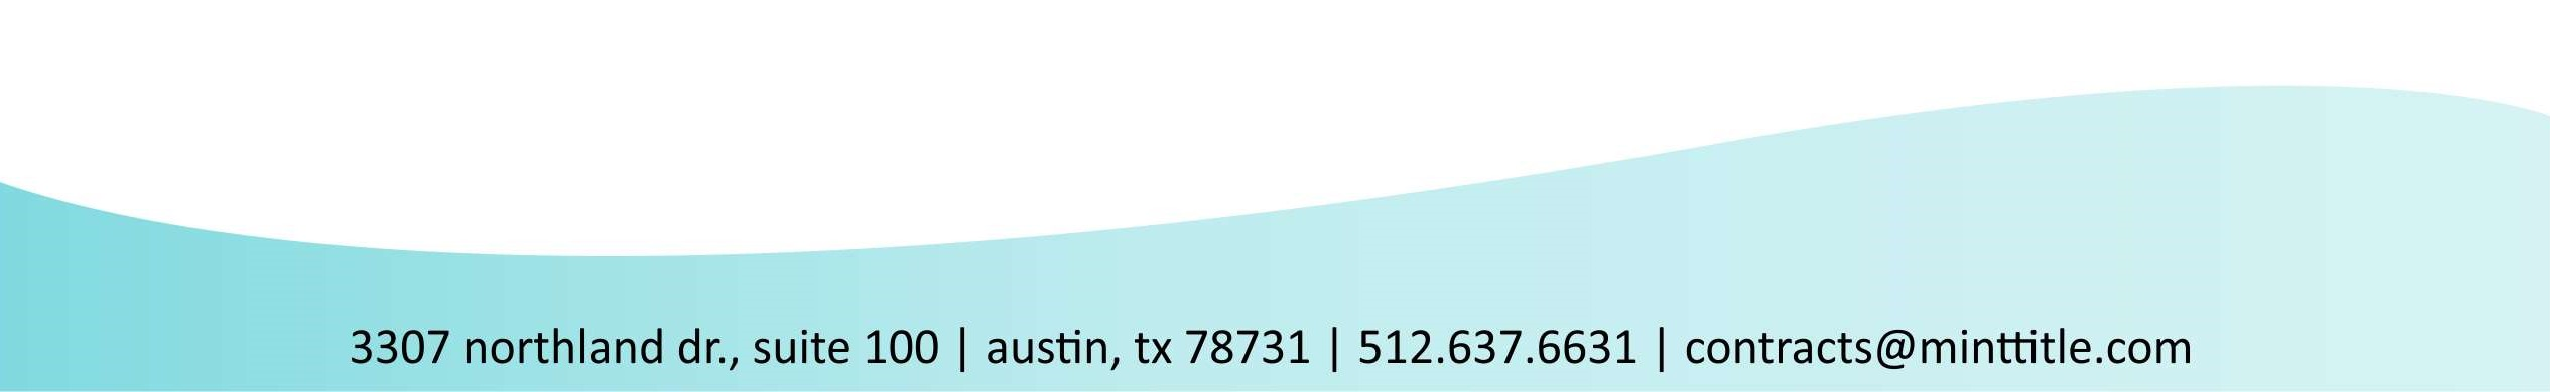 3307 northland dr., suite 100 | austin, tx 78731 | 512.637.6631 | contracts@minttitle.com